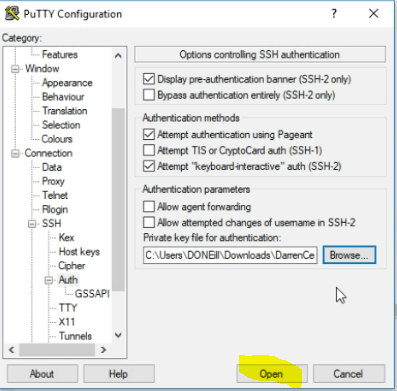 PuTTY Configuration
?
Category:
Features
Window
Appearance
Behaviour
Translation
Selection
Colours
Connection
Data
Proxy
Telnet
Rlogin
SSH
Kex
Host keys
Cipher
Auth
GSSAPI
TTY
X11
Tunnels
Options controlling SSH authentication
Display pre-authentication banner (SSH-2 only)
Bypass authentication entirely (SSH-2 only)
Authentication methods
Attempt authentication using Pageant
Attempt TIS or CryptoCard auth (SSH-1)
Attempt "keyboard-interactive" auth (SSH-2)
Authentication parameters
Allow agent forwarding
Allow attempted changes of username in SSH-2
Private key file for authentication:
C:\Users\DONEill\Downloads\DarrenCe
Browse...
About
Help
Open
Cancel